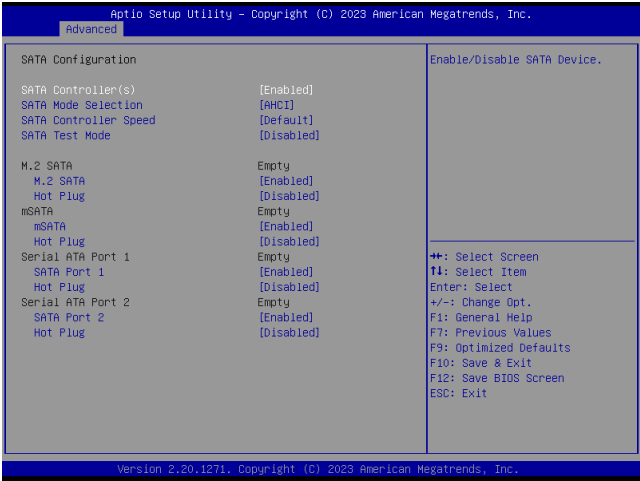 Aptio Setup Utility – Copyright (C) 2023 American Megatrends, Inc.
Advanced
SATA Configuration
Enable/Disable SATA Device.
SATA Controller(s) [Enabled]
SATA Mode Selection [AHCI]
SATA Controller Speed [Default]
SATA Test Mode [Disabled]
M.2 SATA Empty
M.2 SATA [Enabled]
Hot Plug [Disabled]
mSATA Empty
mSATA [Enabled]
Hot Plug [Disabled]
Serial ATA Port 1 Empty
SATA Port 1 [Enabled]
Hot Plug [Disabled]
Serial ATA Port 2 Empty
SATA Port 2 [Enabled]
Hot Plug [Disabled]
→←: Select Screen
↑↓: Select Item
Enter: Select
+/-: Change Opt.
F1: General Help
F7: Previous Values
F9: Optimized Defaults
F10: Save & Exit
F12: Save BIOS Screen
ESC: Exit
Version 2.20.1271. Copyright (C) 2023 American Megatrends, Inc.